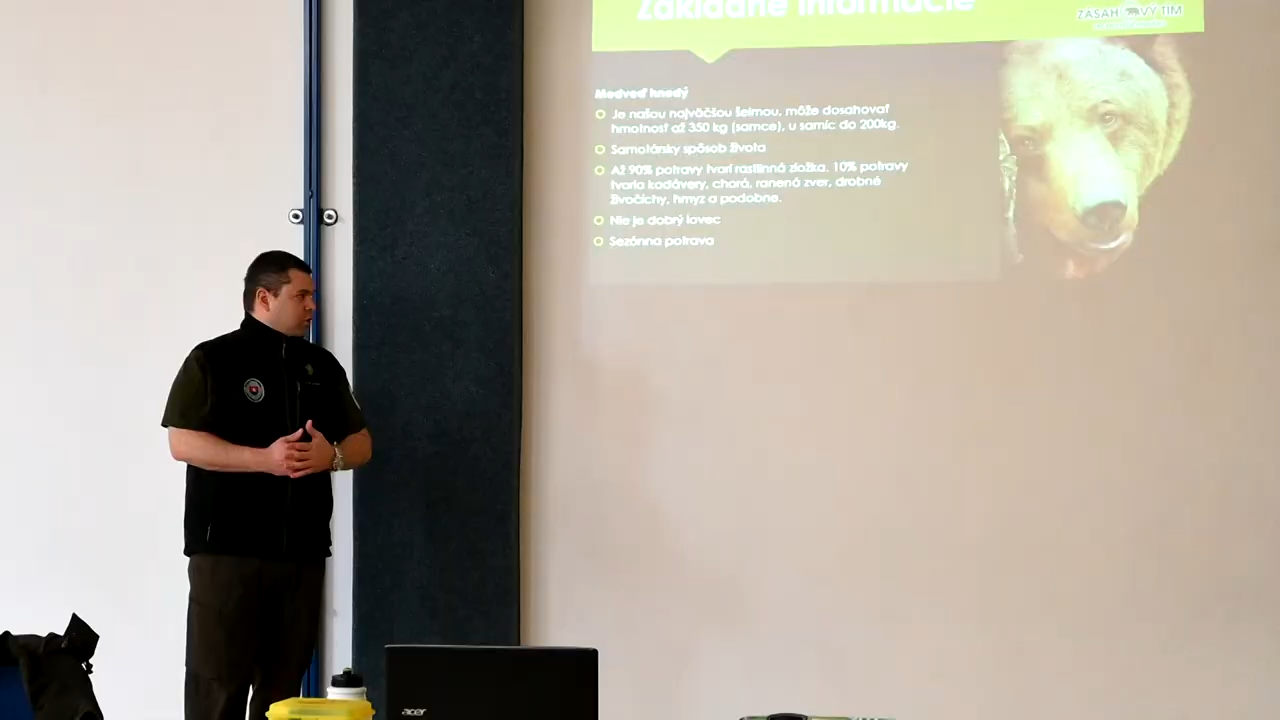 Základné informácie
ZÁSAHOVÝ TÍM
Medveď hnedý
Je našou najväčšou šelmou, môže dosahovať
hmotnosť až 350 kg (samce), u samíc do 200kg.
Samotársky spôsob života
Až 90% potravy tvorí rastlinná zložka. 10% potravy
tvoria kadávery, chorá, ranená zver, drobné
živočíchy, hmyz a podobne.
Nie je dobrý lovec
Sezónna potrava
acer